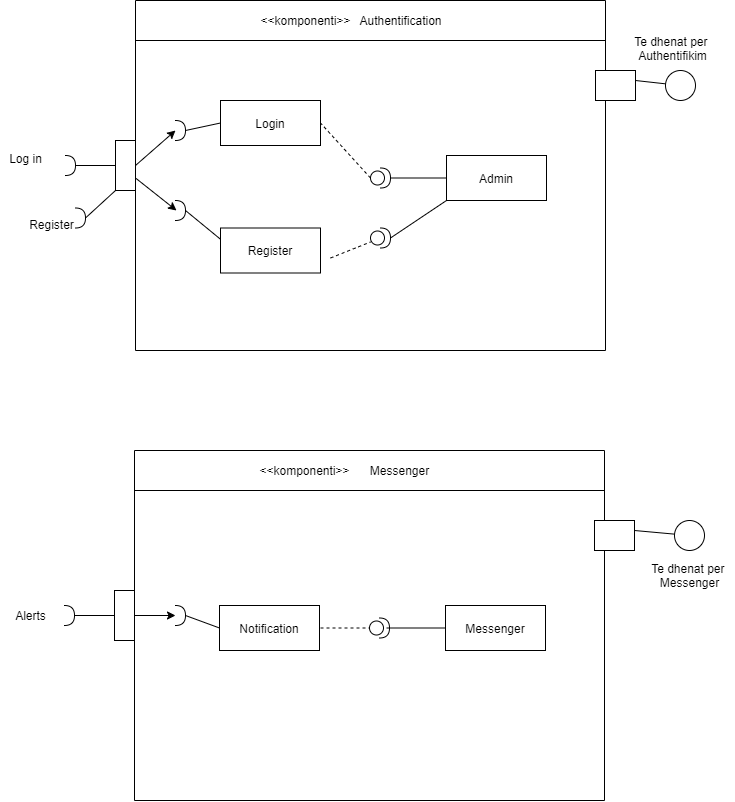 <<komponenti>> Authentification
Te dhenat per
Authentifikim
Login
Log in
Admin
Register
Register
<<komponenti>> Messenger
Te dhenat per
Messenger
Alerts
Notification
Messenger